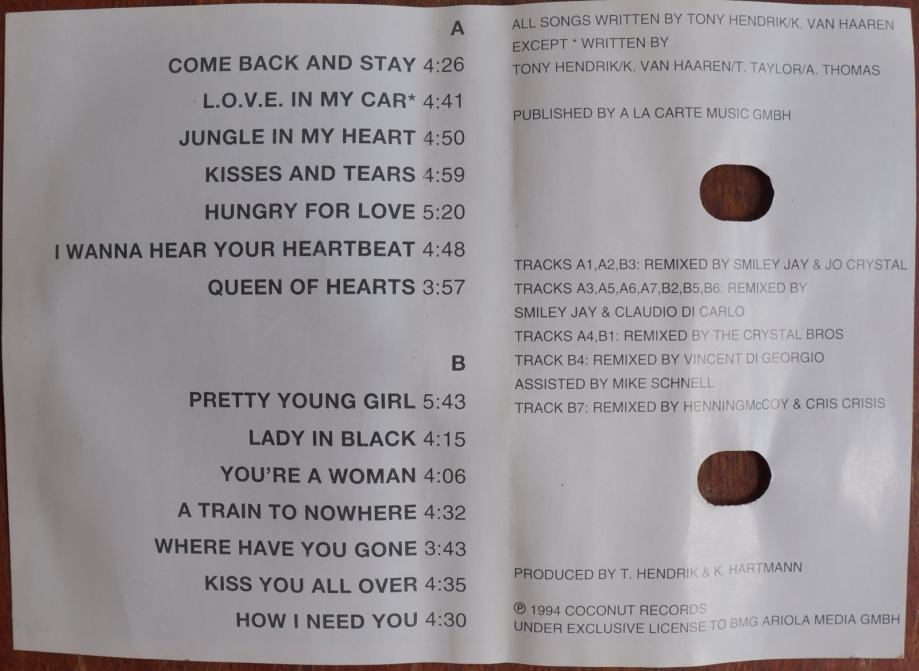 A
COME BACK AND STAY 4:26
L.O.V.E. IN MY CAR* 4:41
JUNGLE IN MY HEART 4:50
KISSES AND TEARS 4:59
HUNGRY FOR LOVE 5:20
I WANNA HEAR YOUR HEARTBEAT 4:48
QUEEN OF HEARTS 3:57
B
PRETTY YOUNG GIRL 5:43
LADY IN BLACK 4:15
YOU'RE A WOMAN 4:06
A TRAIN TO NOWHERE 4:32
WHERE HAVE YOU GONE 3:43
KISS YOU ALL OVER 4:35
HOW I NEED YOU 4:30
ALL SONGS WRITTEN BY TONY HENDRIK/K. VAN HAAREN
EXCEPT * WRITTEN BY
TONY HENDRIK/K. VAN HAAREN/T. TAYLOR/A. THOMAS
PUBLISHED BY A LA CARTE MUSIC GMBH
TRACKS A1,A2,B3: REMIXED BY SMILEY JAY & JO CRYSTAL
TRACKS A3,A5,A6,A7,B2,B5,B6: REMIXED BY
SMILEY JAY & CLAUDIO DI CARLO
TRACKS A4,B1: REMIXED BY THE CRYSTAL BROS
TRACK B4: REMIXED BY VINCENT DI GEORGIO
ASSISTED BY MIKE SCHNELL
TRACK B7: REMIXED BY HENNINGMcCOY & CRIS CRISIS
PRODUCED BY T. HENDRIK & K. HARTMANN
℗ 1994 COCONUT RECORDS
UNDER EXCLUSIVE LICENSE TO BMG ARIOLA MEDIA GMBH